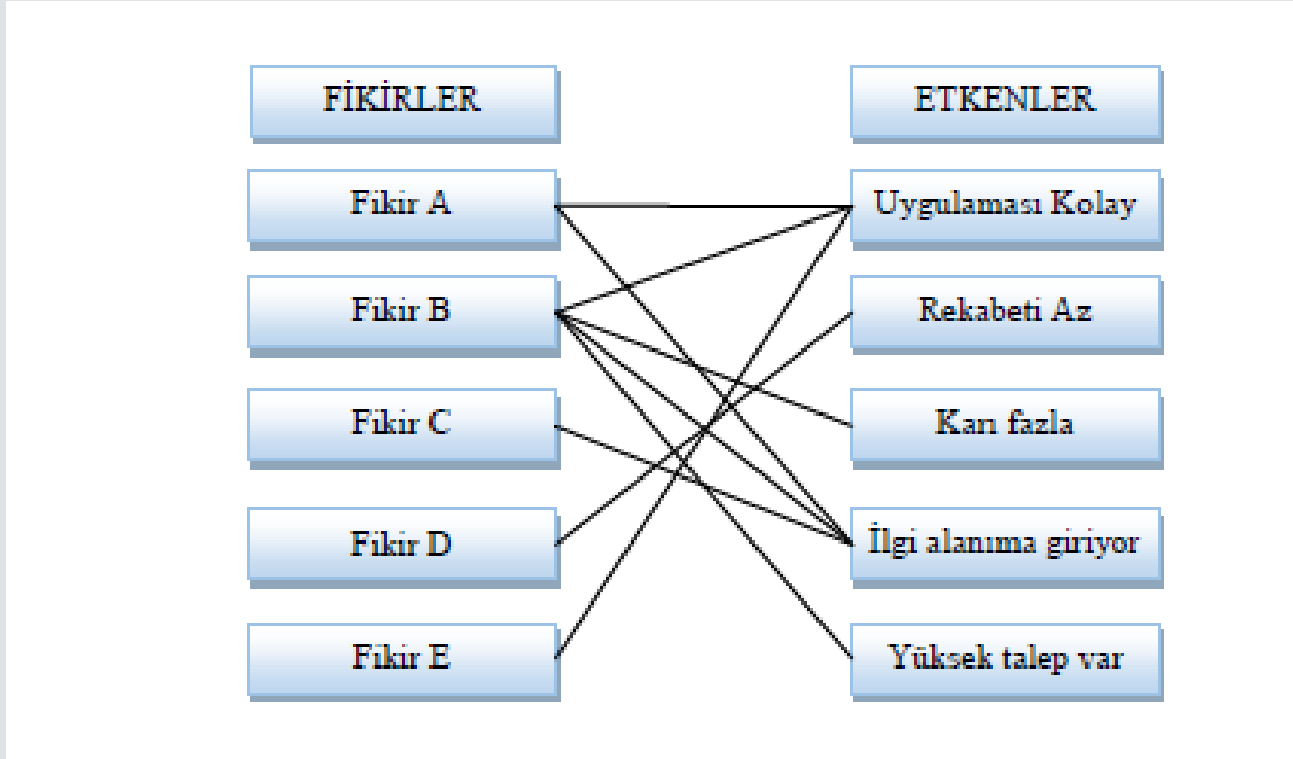 FİKİRLER
ETKENLER
Fikir A
Uygulaması Kolay
Fikir B
Rekabeti Az
Fikir C
Karı fazla
Fikir D
İlgi alanıma giriyor
Fikir E
Yüksek talep var